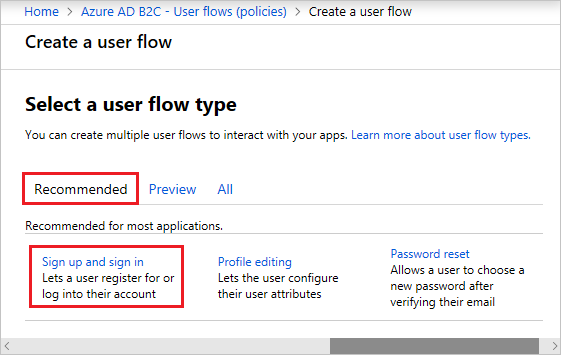 Home > Azure AD B2C - User flows (policies) > Create a user flow
Create a user flow
Select a user flow type
You can create multiple user flows to interact with your apps. Learn more about user flow types.
Recommended Preview All
Recommended for most applications.
Sign up and sign in
Lets a user register for or
log into their account
Profile editing
Lets the user configure
their user attributes
Password reset
Allows a user to choose a
new password after
verifying their email